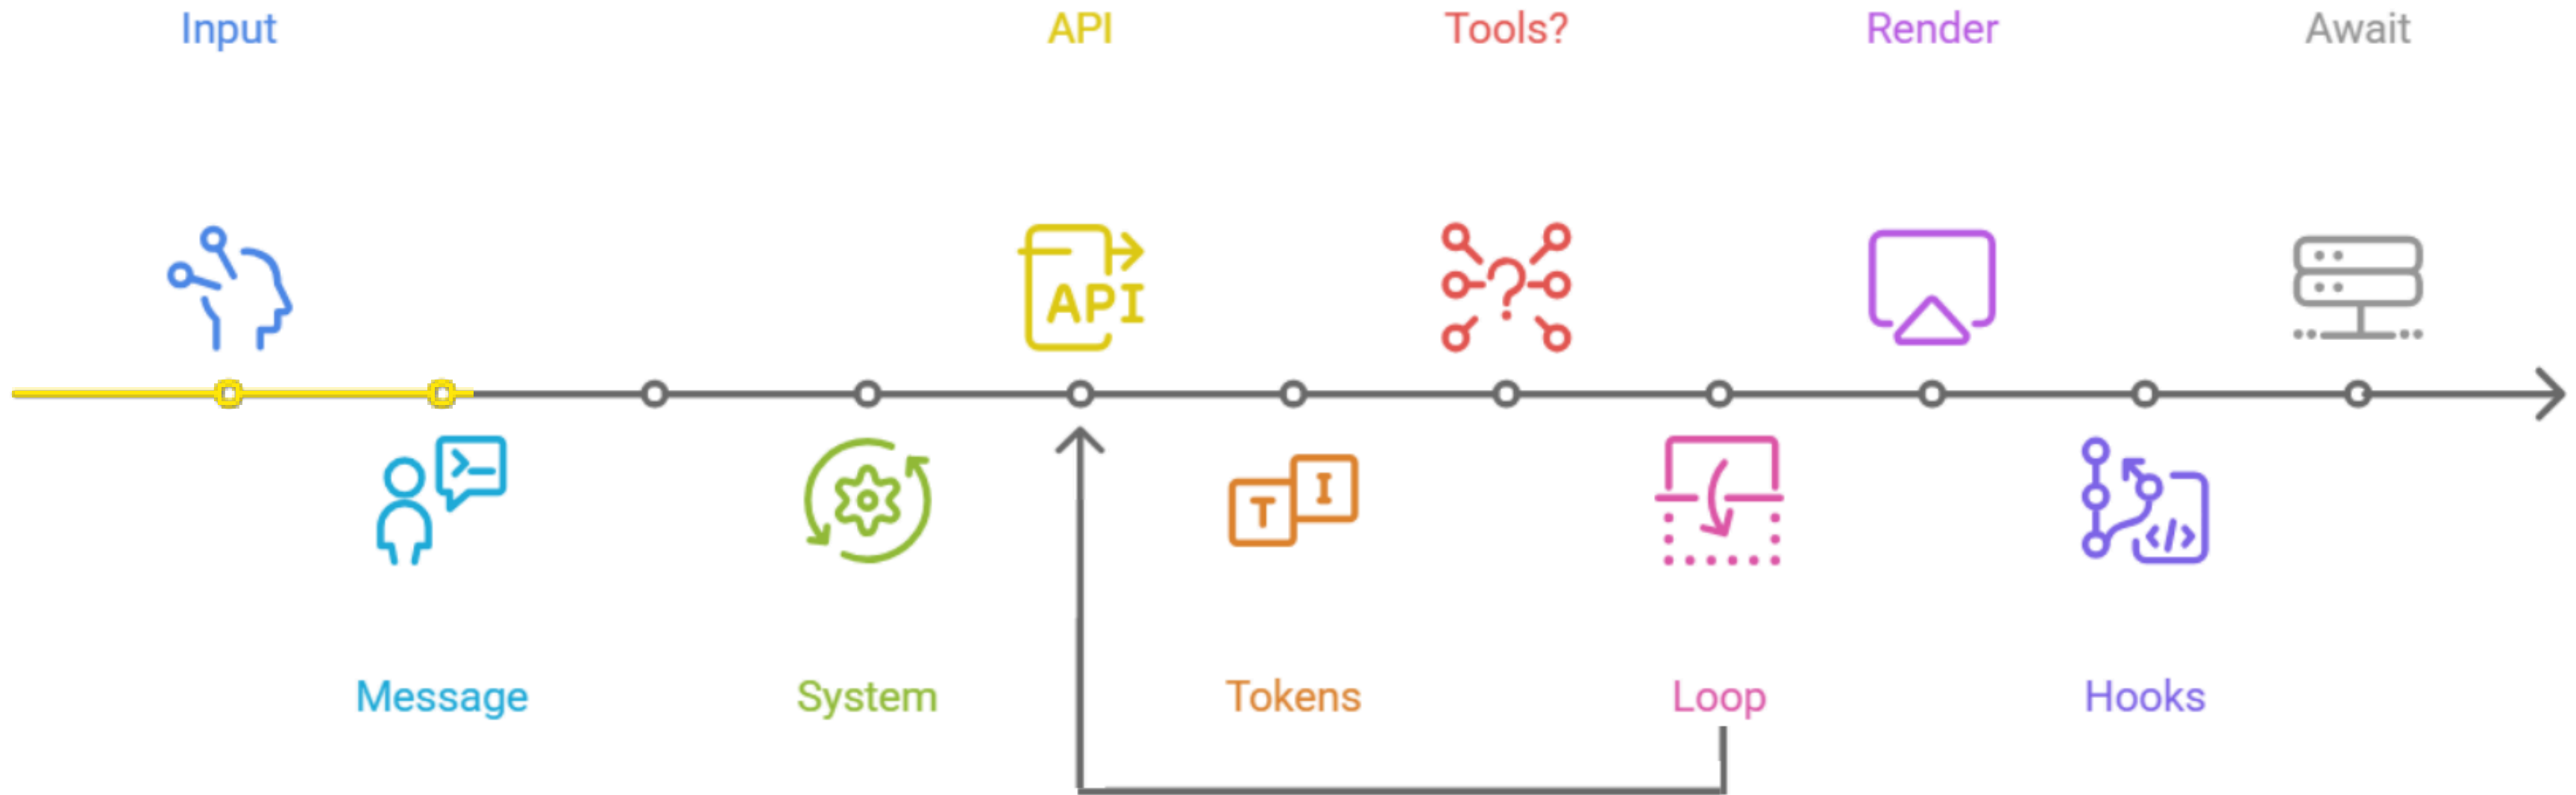 Input
API
Tools?
Render
Await
API
T
I
</>
Message
System
Tokens
Loop
Hooks